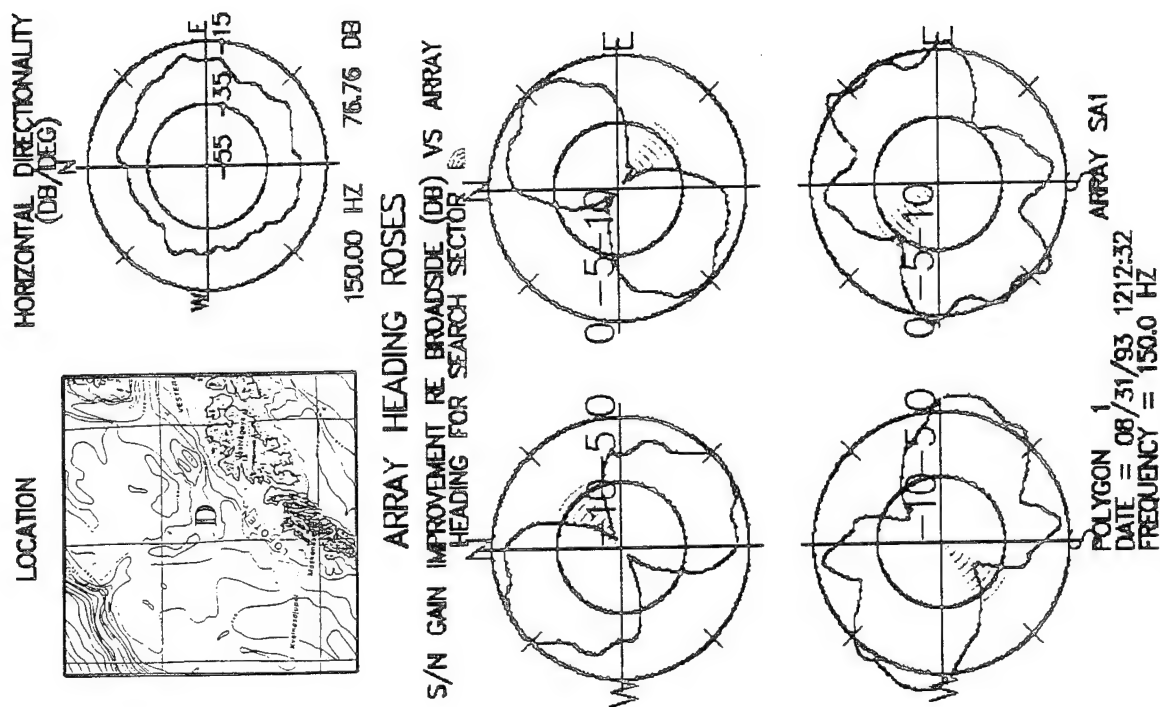 LOCATION
HORIZONTAL DIRECTIONALITY
(DB/DEG)
N
W
E
-55 -35 -15
D
150.00 HZ 76.76 DB
ARRAY HEADING ROSES
S/N GAIN IMPROVEMENT RE BROADSIDE (DB) VS ARRAY
HEADING FOR SEARCH SECTOR
N
N
W
E
-10 -5 0
0 -5 -10
W
E
-10 -5 0
0 -5 -10
S
S
POLYGON 1
DATE = 08/31/93 1212:32
FREQUENCY = 150.0 HZ
ARRAY SA1